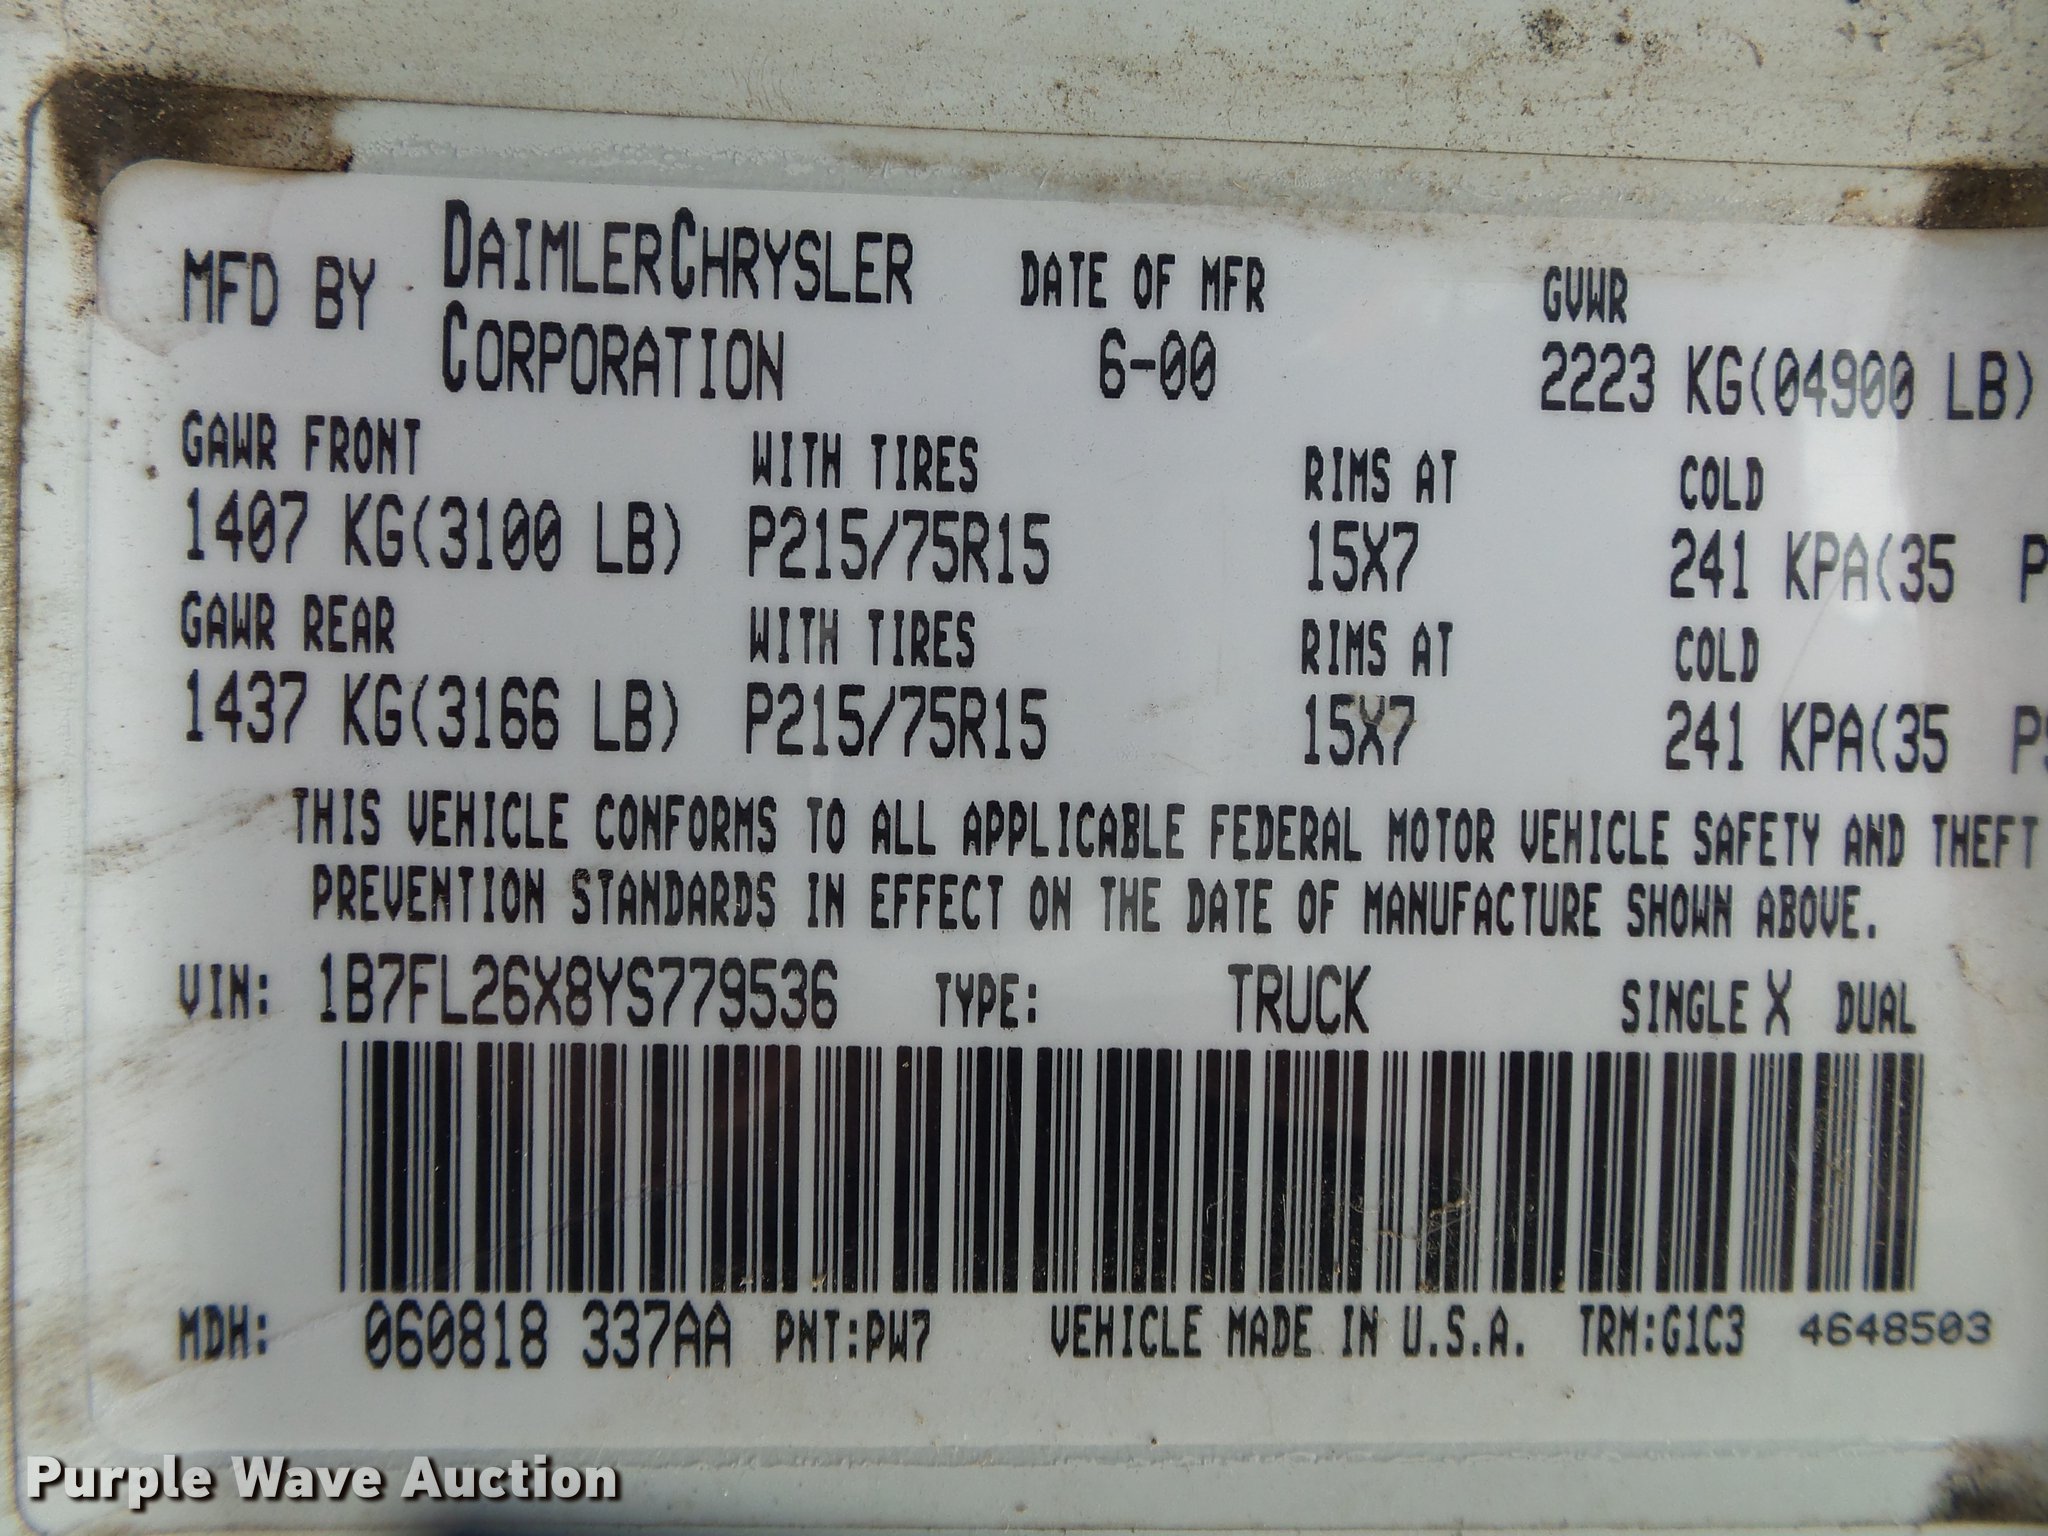 MFD BY DAIMLERCHRYSLER CORPORATION DATE OF MFR 6-00 GVWR 2223 KG(04900 LB)
GAWR FRONT WITH TIRES RIMS AT COLD
1407 KG(3100 LB) P215/75R15 15X7 241 KPA(35 P
GAWR REAR WITH TIRES RIMS AT COLD
1437 KG(3166 LB) P215/75R15 15X7 241 KPA(35 PS
THIS VEHICLE CONFORMS TO ALL APPLICABLE FEDERAL MOTOR VEHICLE SAFETY AND THEFT
PREVENTION STANDARDS IN EFFECT ON THE DATE OF MANUFACTURE SHOWN ABOVE.
VIN: 1B7FL26X8YS779536 TYPE: TRUCK SINGLE X DUAL
MDH: 060818 337AA PNT:PW7 VEHICLE MADE IN U.S.A. TRM:G1C3 4648503
Purple Wave Auction